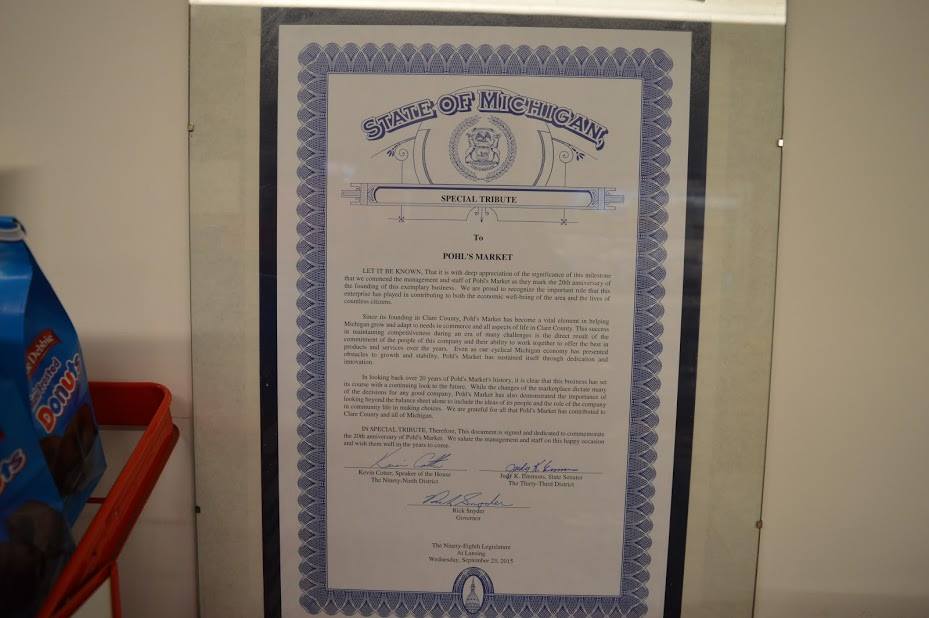 STATE OF MICHIGAN,
SPECIAL TRIBUTE
To
POHL'S MARKET
LET IT BE KNOWN, That it is with deep appreciation of the significance of this milestone
that we commend the management and staff of Pohl's Market as they mark the 20th anniversary of
the founding of this exemplary business. We are proud to recognize the important role that this
enterprise has played in contributing to both the economic well-being of the area and the lives of
countless citizens.
Since its founding in Clare County, Pohl's Market has become a vital element in helping
Michigan grow and adapt to needs in commerce and all aspects of life in Clare County. This success
in maintaining competitiveness during an era of many challenges is the direct result of the
commitment of the people of this company and their ability to work together to offer the best in
products and services over the years. Even as our cyclical Michigan economy has presented
obstacles to growth and stability, Pohl's Market has sustained itself through dedication and
innovation.
In looking back over 20 years of Pohl's Market's history, it is clear that this business has set
its course with a continuing look to the future. While the changes of the marketplace dictate many
of the decisions for any good company, Pohl's Market has also demonstrated the importance of
looking beyond the balance sheet alone to include the ideas of its people and the role of the company
in community life in making choices. We are grateful for all that Pohl's Market has contributed to
Clare County and all of Michigan.
IN SPECIAL TRIBUTE, Therefore, This document is signed and dedicated to commemorate
the 20th anniversary of Pohl's Market. We salute the management and staff on this happy occasion
and wish them well in the years to come.
Kevin Cotter, Speaker of the House
The Ninety-Ninth District
Judy K. Emmons
Judy K. Emmons, State Senator
The Thirty-Third District
Rick Snyder
Rick Snyder
Governor
The Ninety-Eighth Legislature
At Lansing
Wednesday, September 23, 2015
Debbie
Donuts